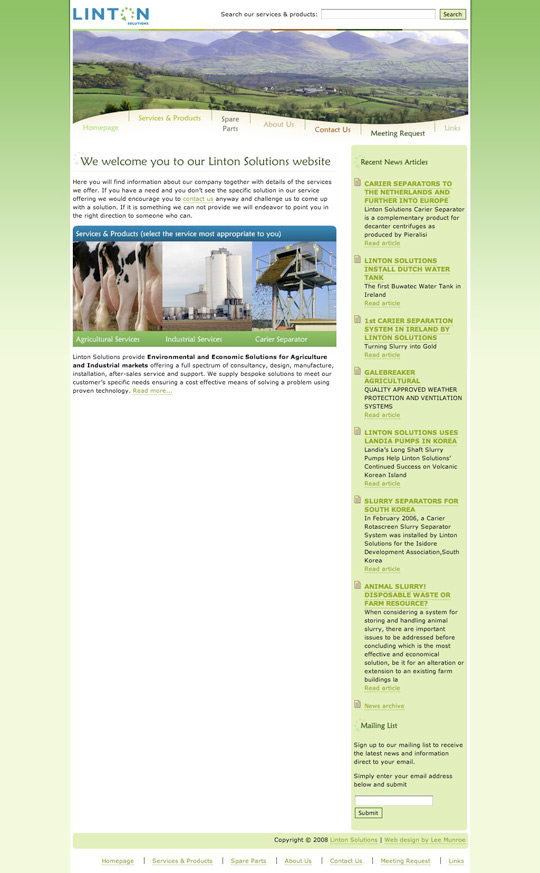 LINTON
SOLUTIONS
Search our services & products:
Search
Homepage
Services & Products
Spare
Parts
About Us
Contact Us
Meeting Request
Links
We welcome you to our Linton Solutions website
Here you will find information about our company together with details of the services
we offer. If you have a need and you don't see the specific solution in our service
offering we would encourage you to contact us anyway and challenge us to come up
with a solution. If it is something we can not provide we will endeavor to point you in
the right direction to someone who can.
Services & Products (select the service most appropriate to you)
Agricultural Services
Industrial Services
Carier Separator
Linton Solutions provide Environmental and Economic Solutions for Agriculture
and Industrial markets offering a full spectrum of consultancy, design, manufacture,
installation, after-sales service and support. We supply bespoke solutions to meet our
customer's specific needs ensuring a cost effective means of solving a problem using
proven technology. Read more...
Recent News Articles
CARIER SEPARATORS TO
THE NETHERLANDS AND
FURTHER INTO EUROPE
Linton Solutions Carier Separator
is a complementary product for
decanter centrifuges as
produced by Pieralisi
Read article
LINTON SOLUTIONS
INSTALL DUTCH WATER
TANK
The first Buwatec Water Tank in
Ireland
Read article
1st CARIER SEPARATION
SYSTEM IN IRELAND BY
LINTON SOLUTIONS
Turning Slurry into Gold
Read article
GALEBREAKER
AGRICULTURAL
QUALITY APPROVED WEATHER
PROTECTION AND VENTILATION
SYSTEMS
Read article
LINTON SOLUTIONS USES
LANDIA PUMPS IN KOREA
Landia's Long Shaft Slurry
Pumps Help Linton Solutions'
Continued Success on Volcanic
Korean Island
Read article
SLURRY SEPARATORS FOR
SOUTH KOREA
In February 2006, a Carier
Rotascreen Slurry Separator
System was installed by Linton
Solutions for the Isidore
Development Association,South
Korea
Read article
ANIMAL SLURRY!
DISPOSABLE WASTE OR
FARM RESOURCE?
When considering a system for
storing and handling animal
slurry, there are important
issues to be addressed before
concluding which is the most
effective and economical
solution, be it for an alteration or
extension to an existing farm
buildings la
Read article
News archive
Mailing List
Sign up to our mailing list to receive
the latest news and information
direct to your email.
Simply enter your email address
below and submit
Submit
Copyright © 2008 Linton Solutions | Web design by Lee Munroe
Homepage | Services & Products | Spare Parts | About Us | Contact Us | Meeting Request | Links